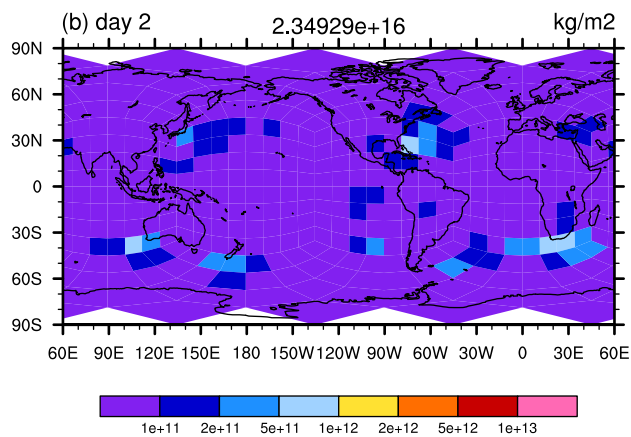 (b) day 2 2.34929e+16 kg/m2
90N
60N
30N
0
30S
60S
90S
60E 90E 120E 150E 180 150W 120W 90W 60W 30W 0 30E 60E
1e+11 2e+11 5e+11 1e+12 2e+12 5e+12 1e+13